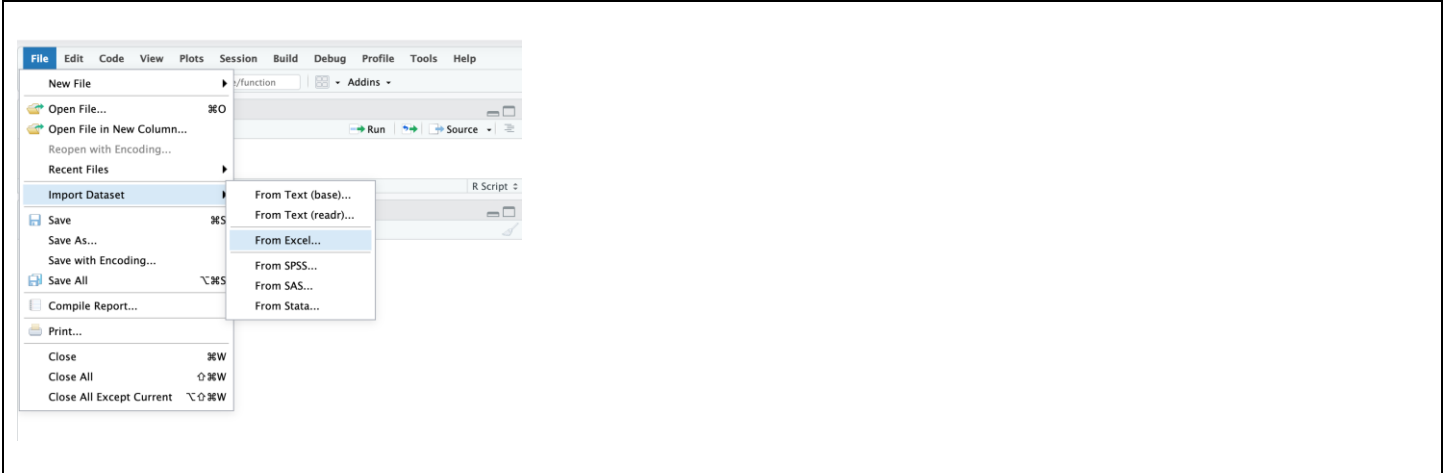 File Edit Code View Plots Session Build Debug Profile Tools Help
New File
e/function
Addins
Open File... ⌘O
Open File in New Column...
Run
Source
Reopen with Encoding...
Recent Files
Import Dataset
R Script
From Text (base)...
From Text (readr)...
From Excel...
From SPSS...
From SAS...
From Stata...
Save ⌘S
Save As...
Save with Encoding...
Save All ⌥⌘S
Compile Report...
Print...
Close ⌘W
Close All ⇧⌘W
Close All Except Current ⌥⇧⌘W